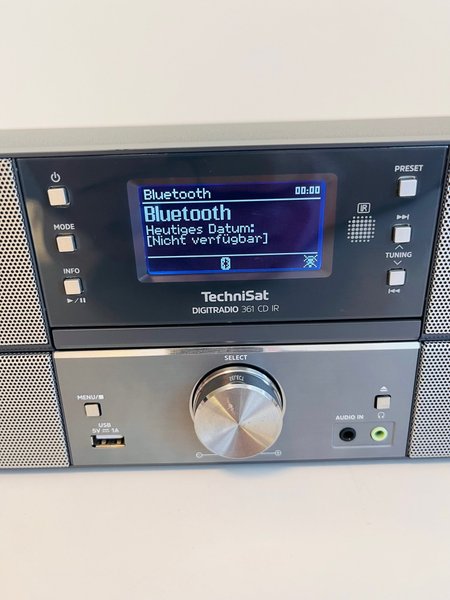 PRESET
Bluetooth 00:00
Bluetooth
Heutiges Datum:
[Nicht verfügbar]
IR
MODE
TUNING
INFO
TechniSat
DIGITRADIO 361 CD IR
SELECT
MENU/
USB
5V 1A
AUDIO IN